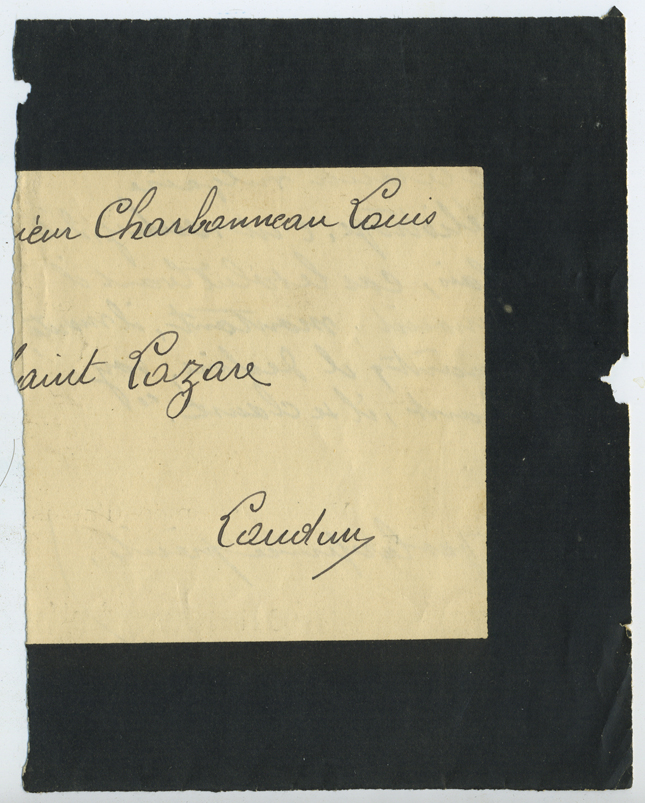 ieur Charbonneau Louis
aint Lazare
Loudun